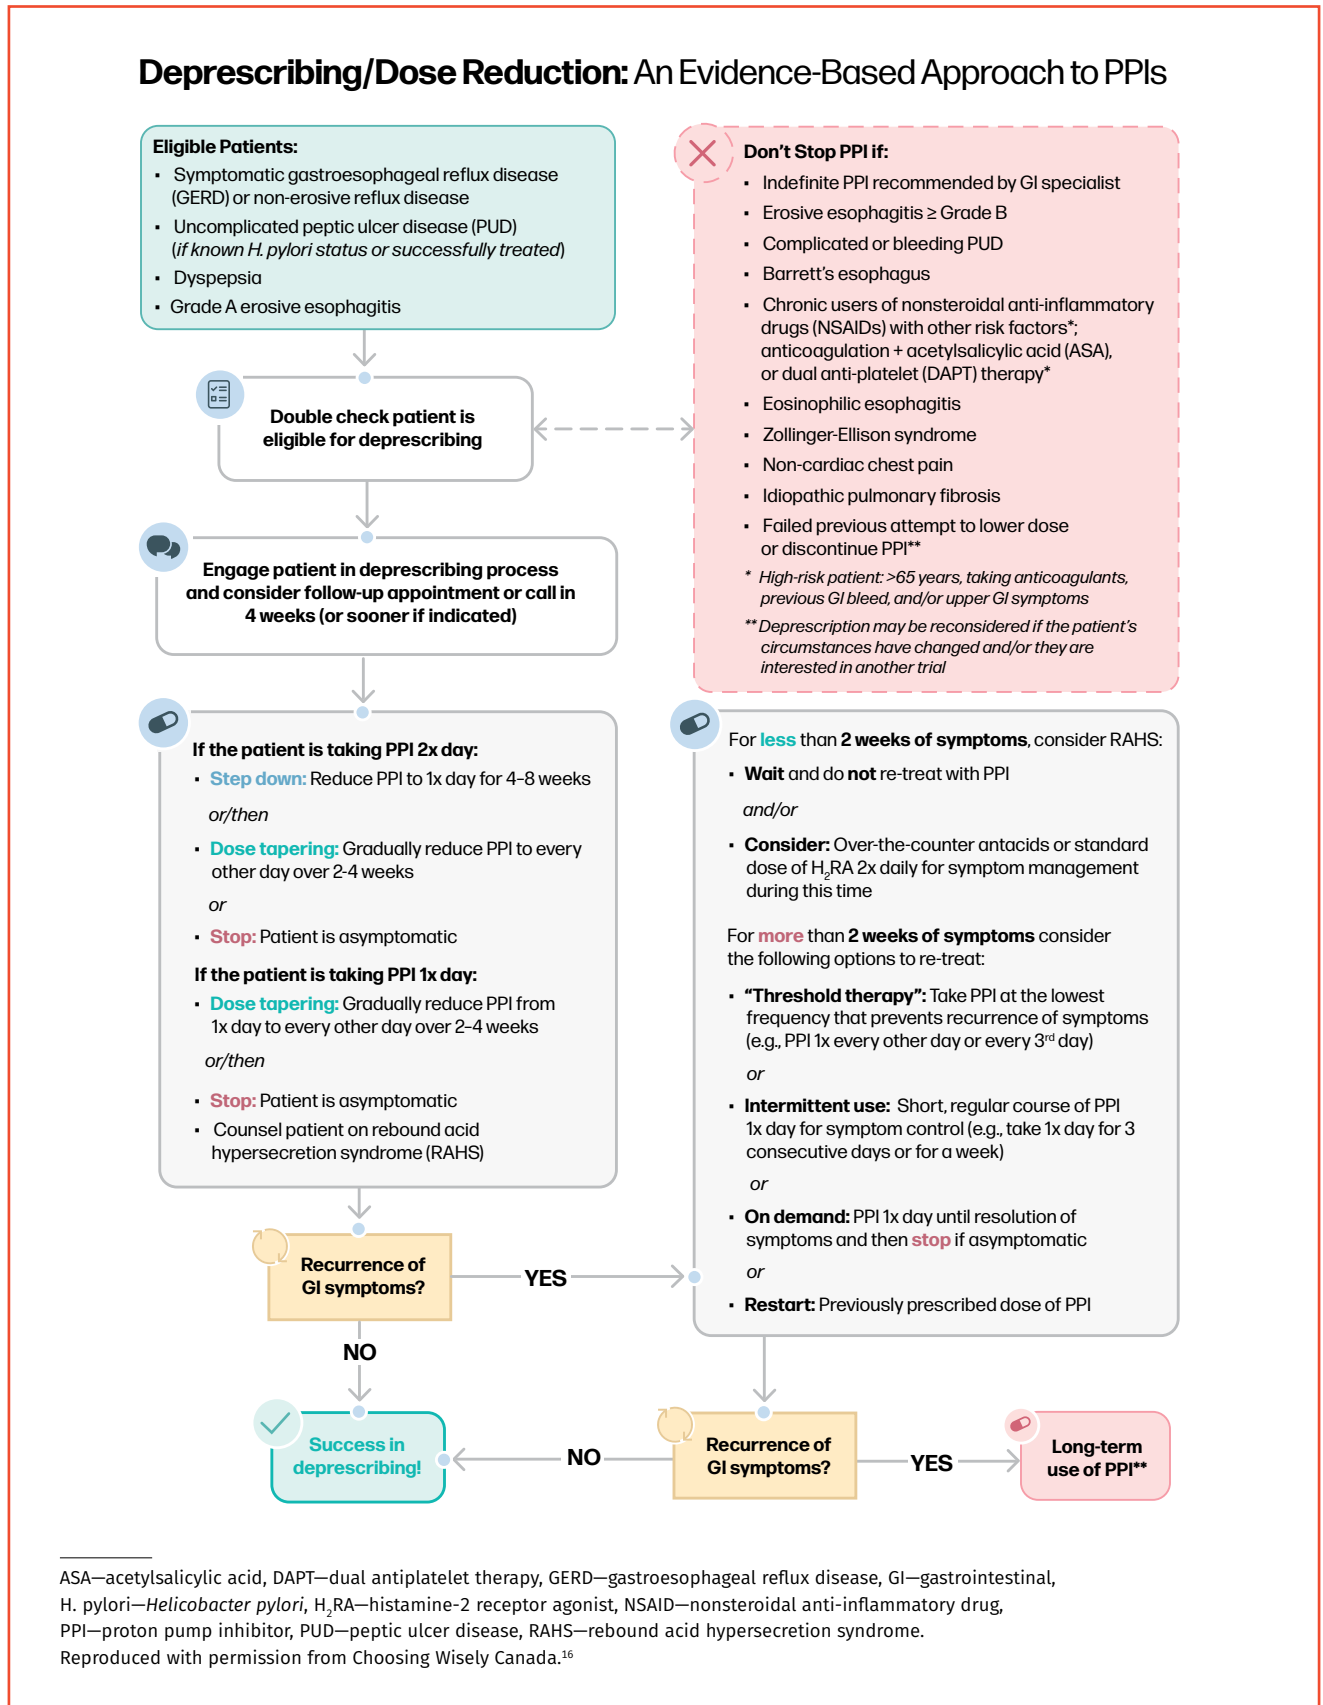 Deprescribing/Dose Reduction: An Evidence-Based Approach to PPIs
Eligible Patients:
▪ Symptomatic gastroesophageal reflux disease
(GERD) or non-erosive reflux disease
▪ Uncomplicated peptic ulcer disease (PUD)
(if known H. pylori status or successfully treated)
▪ Dyspepsia
▪ Grade A erosive esophagitis
Double check patient is
eligible for deprescribing
Don't Stop PPI if:
▪ Indefinite PPI recommended by GI specialist
▪ Erosive esophagitis ≥ Grade B
▪ Complicated or bleeding PUD
▪ Barrett's esophagus
▪ Chronic users of nonsteroidal anti-inflammatory
drugs (NSAIDs) with other risk factors*;
anticoagulation + acetylsalicylic acid (ASA),
or dual anti-platelet (DAPT) therapy*
▪ Eosinophilic esophagitis
▪ Zollinger-Ellison syndrome
▪ Non-cardiac chest pain
▪ Idiopathic pulmonary fibrosis
▪ Failed previous attempt to lower dose
or discontinue PPI**
* High-risk patient: >65 years, taking anticoagulants,
previous GI bleed, and/or upper GI symptoms
** Deprescription may be reconsidered if the patient's
circumstances have changed and/or they are
interested in another trial
Engage patient in deprescribing process
and consider follow-up appointment or call in
4 weeks (or sooner if indicated)
If the patient is taking PPI 2x day:
▪ Step down: Reduce PPI to 1x day for 4–8 weeks
or/then
▪ Dose tapering: Gradually reduce PPI to every
other day over 2-4 weeks
or
▪ Stop: Patient is asymptomatic
If the patient is taking PPI 1x day:
▪ Dose tapering: Gradually reduce PPI from
1x day to every other day over 2–4 weeks
or/then
▪ Stop: Patient is asymptomatic
▪ Counsel patient on rebound acid
hypersecretion syndrome (RAHS)
Recurrence of
GI symptoms?
YES
NO
For less than 2 weeks of symptoms, consider RAHS:
▪ Wait and do not re-treat with PPI
and/or
▪ Consider: Over-the-counter antacids or standard
dose of H₂RA 2x daily for symptom management
during this time
For more than 2 weeks of symptoms consider
the following options to re-treat:
▪ “Threshold therapy”: Take PPI at the lowest
frequency that prevents recurrence of symptoms
(e.g., PPI 1x every other day or every 3rd day)
or
▪ Intermittent use: Short, regular course of PPI
1x day for symptom control (e.g., take 1x day for 3
consecutive days or for a week)
or
▪ On demand: PPI 1x day until resolution of
symptoms and then stop if asymptomatic
or
▪ Restart: Previously prescribed dose of PPI
Success in
deprescribing!
NO
Recurrence of
GI symptoms?
YES
Long-term
use of PPI**
ASA—acetylsalicylic acid, DAPT—dual antiplatelet therapy, GERD—gastroesophageal reflux disease, GI—gastrointestinal,
H. pylori—Helicobacter pylori, H₂RA—histamine-2 receptor agonist, NSAID—nonsteroidal anti-inflammatory drug,
PPI—proton pump inhibitor, PUD—peptic ulcer disease, RAHS—rebound acid hypersecretion syndrome.
Reproduced with permission from Choosing Wisely Canada.¹⁶